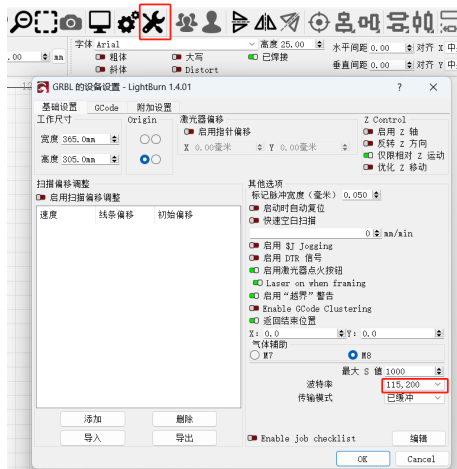 字体 Arial
高度 25.00
水平间距 0.00
对齐 X 中
.00
mm
粗体
大写
已焊接
斜体
Distort
垂直间距 0.00
对齐 Y 中
GRBL 的设备设置 - LightBurn 1.4.01
? ×
基础设置
GCode
附加设置
工作尺寸
Origin
激光器偏移
Z Control
宽度 365.0mm
启用指针偏移
启用 Z 轴
X 0.00毫米
Y 0.00毫米
反转 Z 方向
高度 305.0mm
仅限相对 Z 运动
优化 Z 移动
扫描偏移调整
启用扫描偏移调整
速度
线条偏移
初始偏移
添加
删除
导入
导出
其他选项
标记脉冲宽度（毫米） 0.050
启动时自动复位
快速空白扫描
0
mm/min
启用 $J Jogging
启用 DTR 信号
启用激光器点火按钮
Laser on when framing
启用“越界”警告
Enable GCode Clustering
返回结束位置
X: 0.0
Y: 0.0
气体辅助
M7
M8
最大 S 值 1000
波特率
115,200
传输模式
已缓冲
Enable job checklist
编辑
OK
Cancel